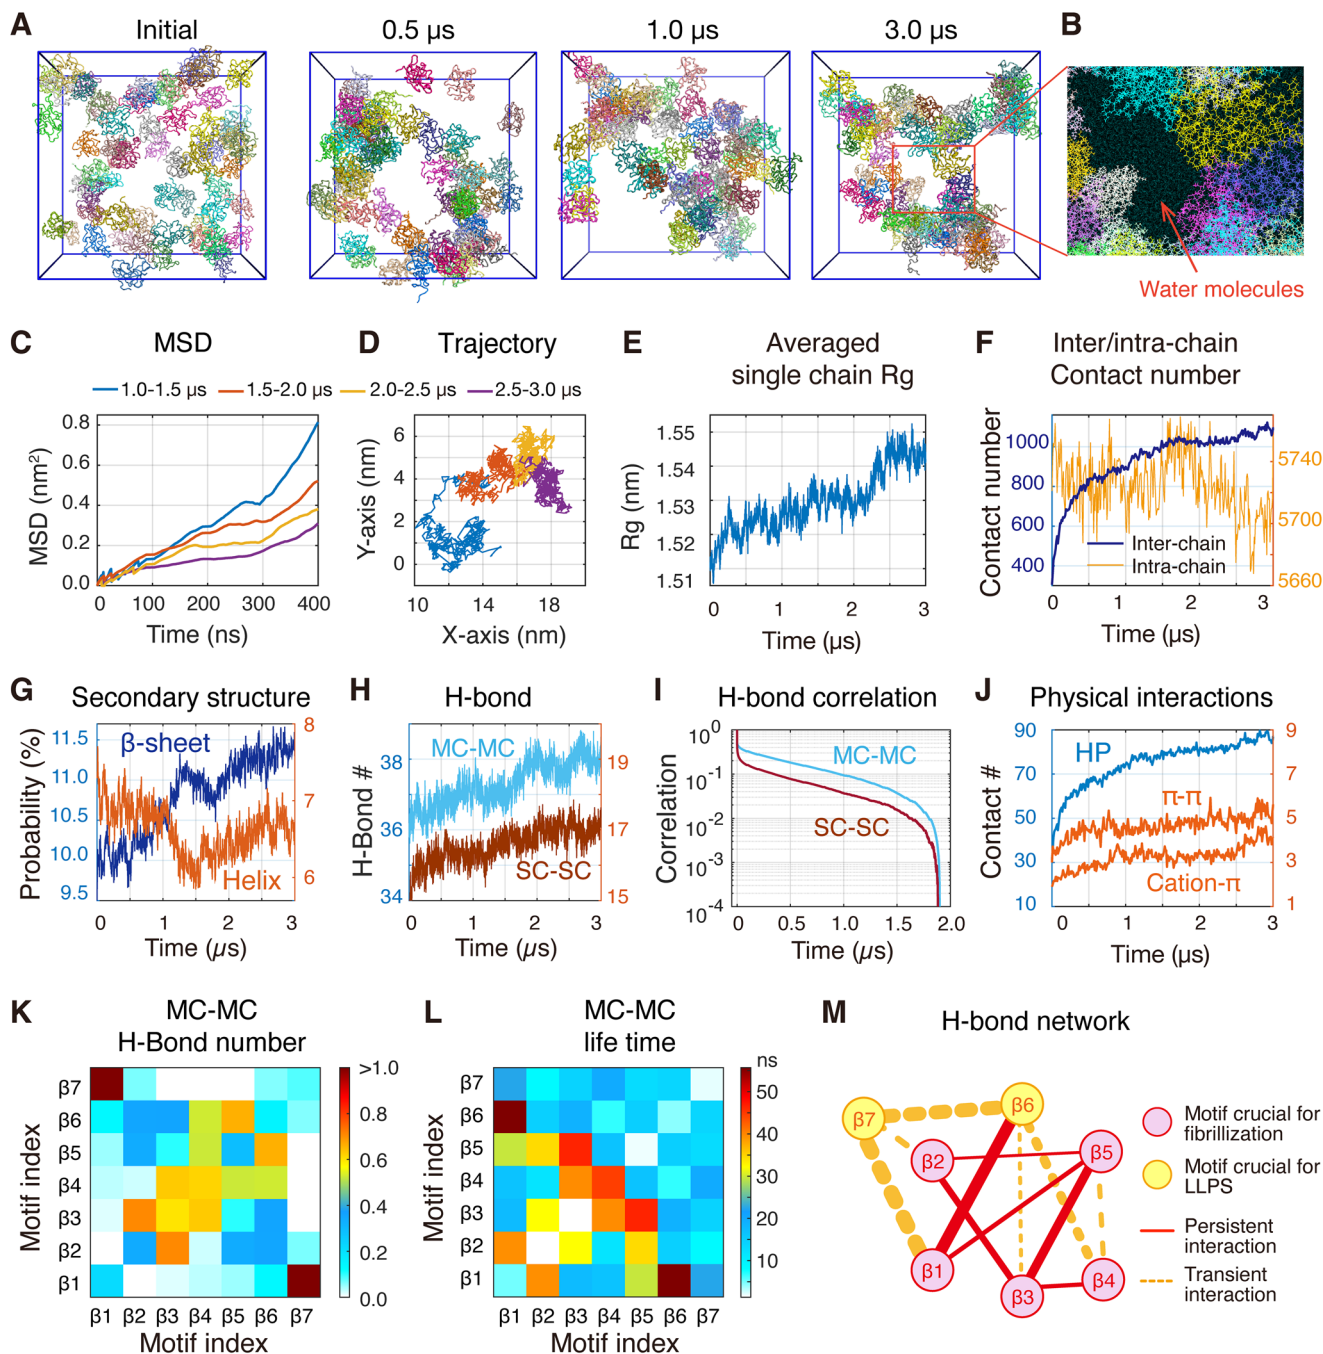 A
Initial
0.5 µs
1.0 µs
3.0 µs
B
Water molecules
C
MSD
1.0-1.5 µs
1.5-2.0 µs
2.0-2.5 µs
2.5-3.0 µs
MSD (nm²)
0.8
0.6
0.4
0.2
0.0
0
100
200
300
400
Time (ns)
D
Trajectory
Y-axis (nm)
6
4
2
0
10
14
18
X-axis (nm)
E
Averaged
single chain Rg
Rg (nm)
1.55
1.54
1.53
1.52
1.51
0
1
2
3
Time (µs)
F
Inter/intra-chain
Contact number
Contact number
1000
800
600
400
5740
5700
5660
Inter-chain
Intra-chain
0
1
2
3
Time (µs)
G
Secondary structure
Probability (%)
11.5
11.0
10.5
10.0
9.5
8
7
6
β-sheet
Helix
0
1
2
3
Time (µs)
H
H-bond
H-Bond #
38
36
34
19
17
15
MC-MC
SC-SC
0
1
2
3
Time (µs)
I
H-bond correlation
Correlation
10⁰
10⁻¹
10⁻²
10⁻³
10⁻⁴
MC-MC
SC-SC
0
0.5
1.0
1.5
2.0
Time (µs)
J
Physical interactions
Contact #
90
70
50
30
10
9
7
5
3
1
HP
π-π
Cation-π
0
1
2
3
Time (µs)
K
MC-MC
H-Bond number
Motif index
β7
β6
β5
β4
β3
β2
β1
β1 β2 β3 β4 β5 β6 β7
Motif index
>1.0
0.8
0.6
0.4
0.2
0.0
L
MC-MC
life time
Motif index
β7
β6
β5
β4
β3
β2
β1
β1 β2 β3 β4 β5 β6 β7
Motif index
ns
50
40
30
20
10
M
H-bond network
β7
β6
β2
β5
β1
β3
β4
Motif crucial for
fibrillization
Motif crucial for
LLPS
Persistent
interaction
Transient
interaction